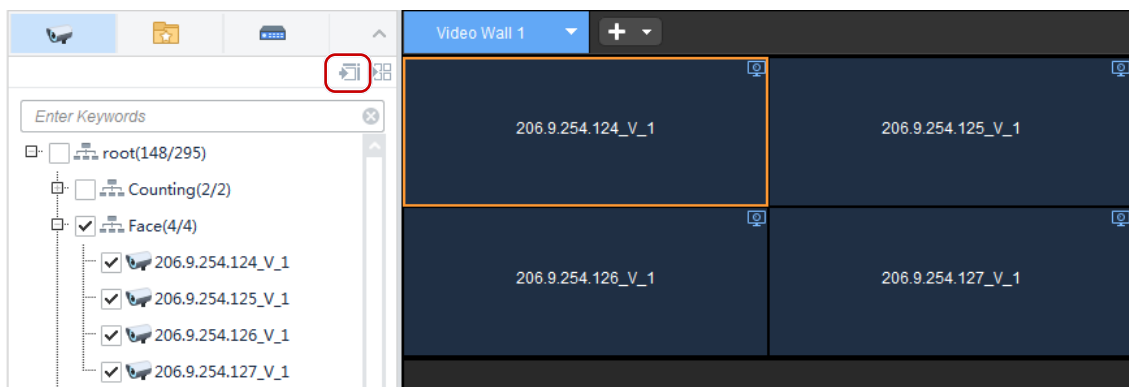 Video Wall 1
Enter Keywords
root(148/295)
Counting(2/2)
Face(4/4)
206.9.254.124_V_1
206.9.254.125_V_1
206.9.254.126_V_1
206.9.254.127_V_1
206.9.254.124_V_1
206.9.254.125_V_1
206.9.254.126_V_1
206.9.254.127_V_1